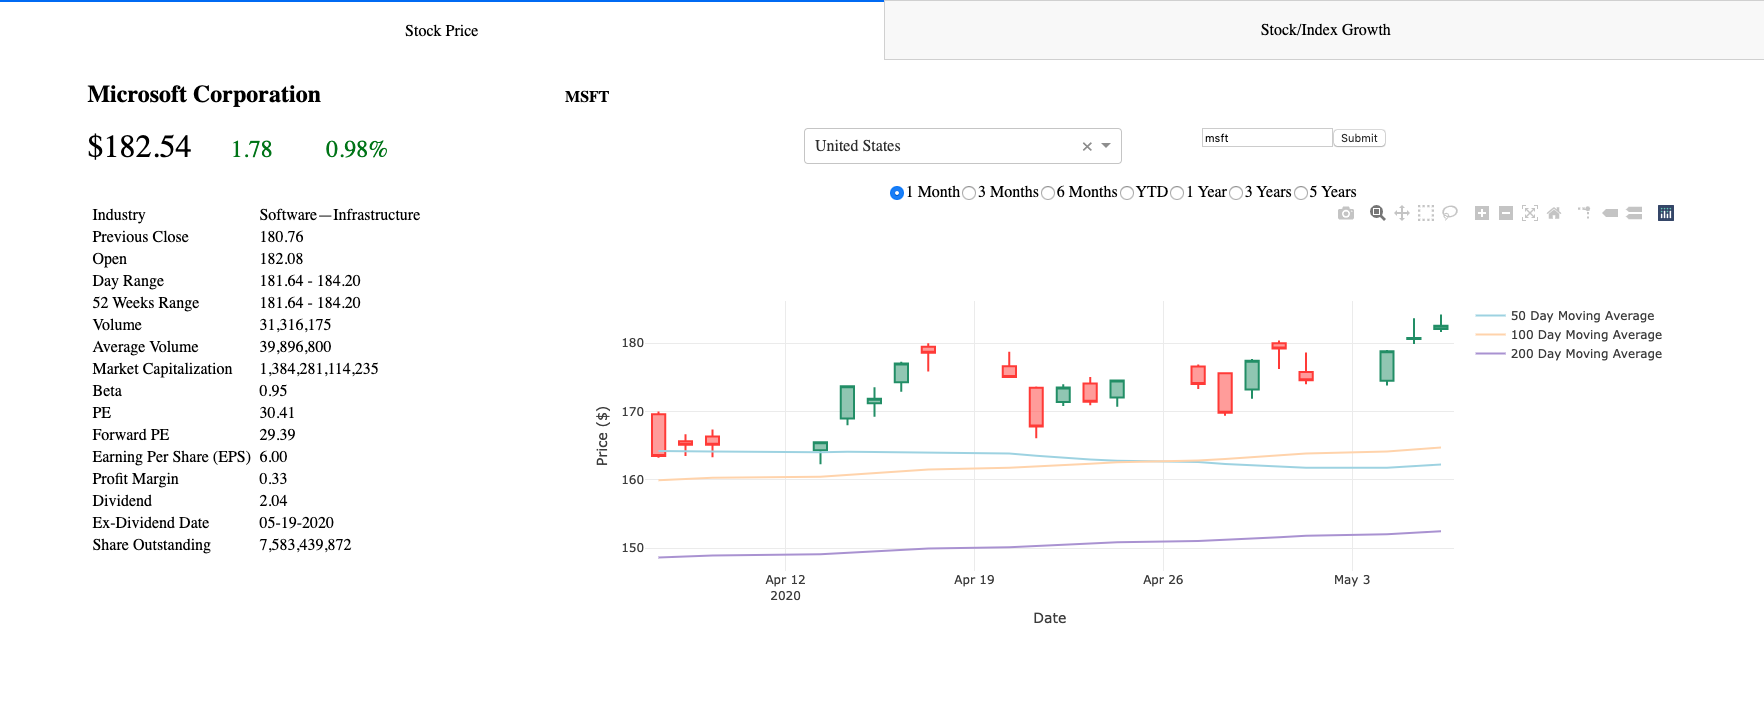 Stock Price
Stock/Index Growth
Microsoft Corporation
MSFT
$182.54 1.78 0.98%
United States
msft
Submit
1 Month 3 Months 6 Months YTD 1 Year 3 Years 5 Years
Industry Software—Infrastructure
Previous Close 180.76
Open 182.08
Day Range 181.64 - 184.20
52 Weeks Range 181.64 - 184.20
Volume 31,316,175
Average Volume 39,896,800
Market Capitalization 1,384,281,114,235
Beta 0.95
PE 30.41
Forward PE 29.39
Earning Per Share (EPS) 6.00
Profit Margin 0.33
Dividend 2.04
Ex-Dividend Date 05-19-2020
Share Outstanding 7,583,439,872
Price ($)
180
170
160
150
Apr 12
2020
Apr 19
Apr 26
May 3
Date
50 Day Moving Average
100 Day Moving Average
200 Day Moving Average